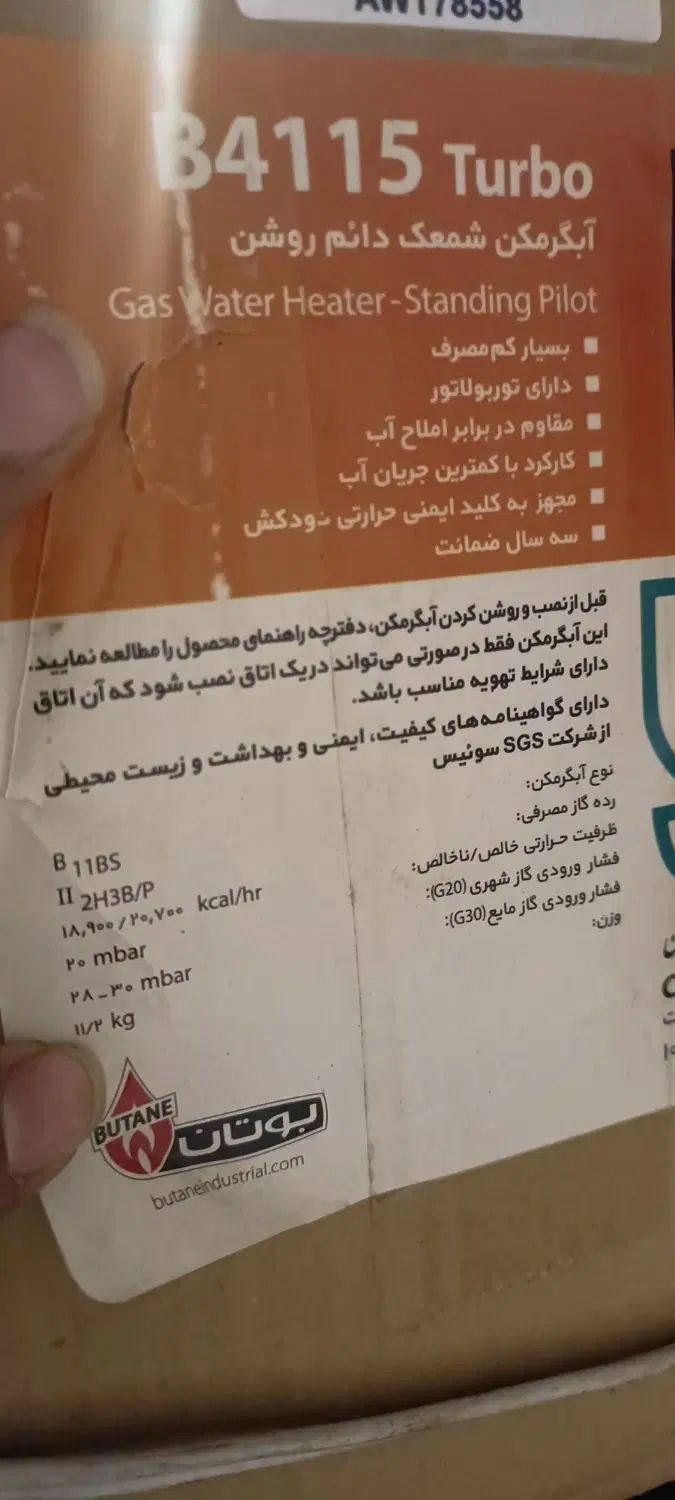 AW178558
B4115 Turbo
آبگرمکن شمعک دائم روشن
Gas Water Heater - Standing Pilot
■ بسیار کم مصرف
■ دارای توربولاتور
■ مقاوم در برابر املاح آب
■ کارکرد با کمترین جریان آب
■ مجهز به کلید ایمنی حرارتی دودکش
■ سه سال ضمانت
قبل از نصب و روشن کردن آبگرمکن، دفترچه راهنمای محصول را مطالعه نمایید.
این آبگرمکن فقط در صورتی می‌تواند در یک اتاق نصب شود که آن اتاق
دارای شرایط تهویه مناسب باشد.
دارای گواهینامه‌های کیفیت، ایمنی و بهداشت و زیست محیطی
از شرکت SGS سوئیس
نوع آبگرمکن: B 11BS
رده گاز مصرفی: II 2H3B/P
ظرفیت حرارتی خالص/ناخالص: ۱۸,۹۰۰ / ۲۰,۷۰۰ kcal/hr
فشار ورودی گاز شهری (G20): ۲۰ mbar
فشار ورودی گاز مایع (G30): ۲۸ - ۳۰ mbar
وزن: ۱۱/۲ kg
BUTANE بوتان
butaneindustrial.com